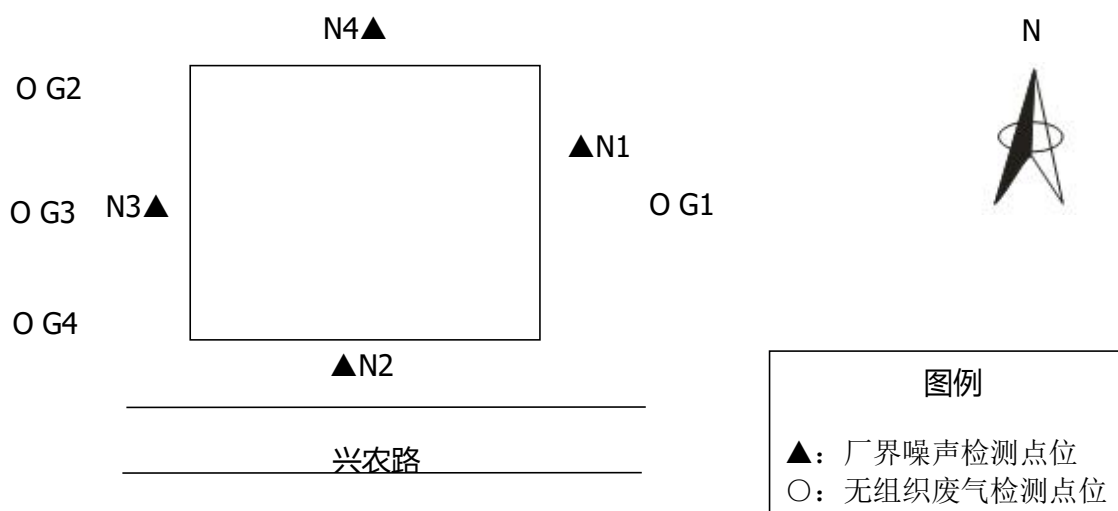 N4▲
N
O G2
▲N1
O G3
N3▲
O G1
O G4
▲N2
图例
兴农路
▲：厂界噪声检测点位
○：无组织废气检测点位